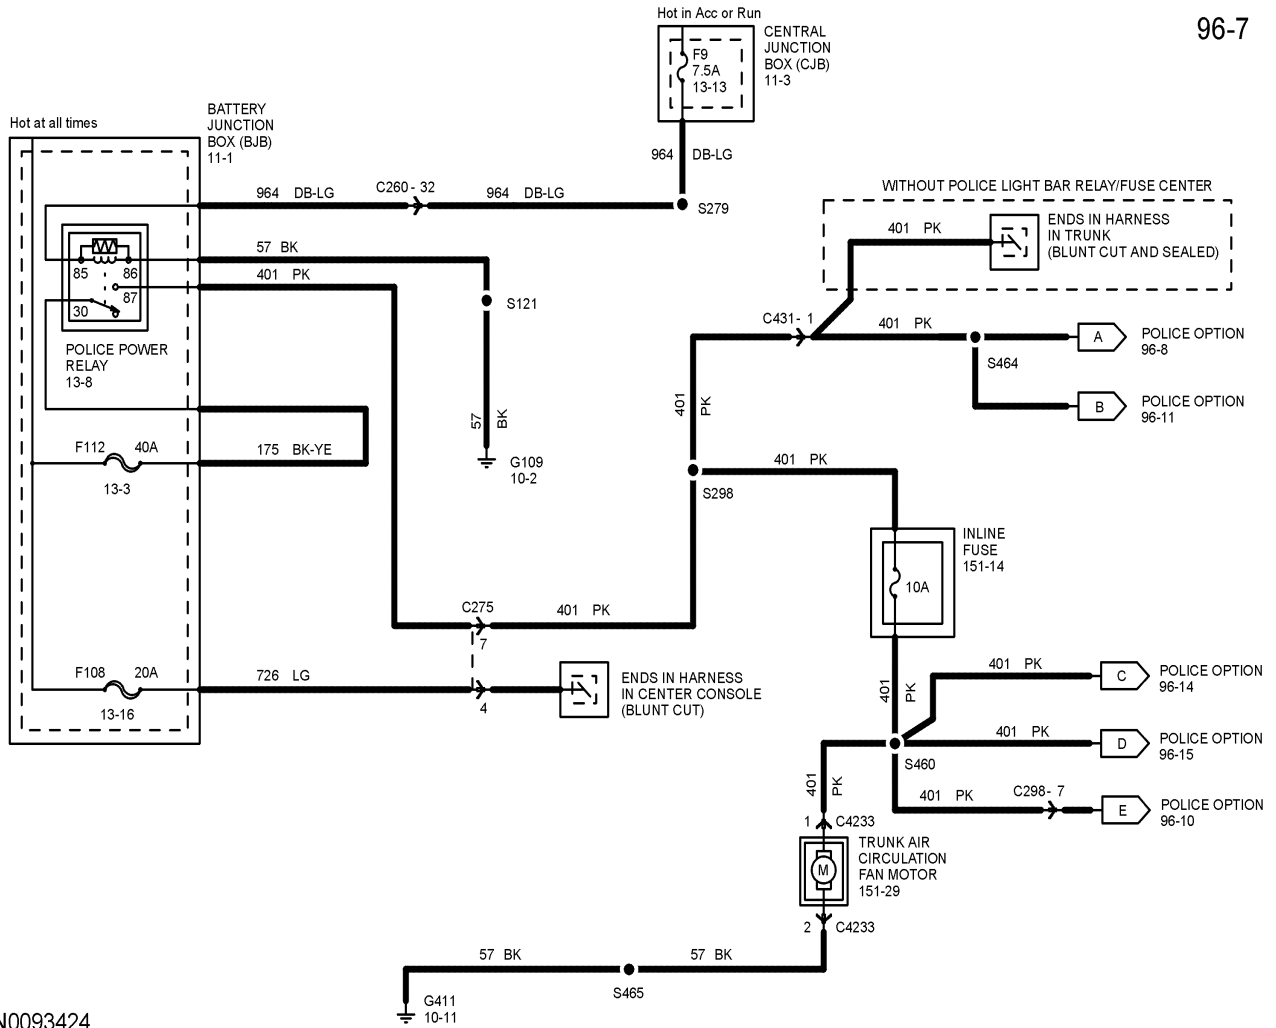 Hot in Acc or Run
96-7
CENTRAL
JUNCTION
BOX (CJB)
11-3
F9
7.5A
13-13
BATTERY
JUNCTION
BOX (BJB)
11-1
Hot at all times
964 DB-LG
964 DB-LG
C260- 32
964 DB-LG
S279
WITHOUT POLICE LIGHT BAR RELAY/FUSE CENTER
401 PK
ENDS IN HARNESS
IN TRUNK
(BLUNT CUT AND SEALED)
57 BK
85
86
401 PK
87
30
S121
C431- 1
401 PK
A
POLICE OPTION
96-8
S464
POLICE POWER
RELAY
13-8
401 PK
B
POLICE OPTION
96-11
57 BK
F112 40A
175 BK-YE
13-3
G109
10-2
401 PK
S298
INLINE
FUSE
151-14
10A
C275
7
401 PK
F108 20A
13-16
726 LG
4
ENDS IN HARNESS
IN CENTER CONSOLE
(BLUNT CUT)
401 PK
401 PK
C
POLICE OPTION
96-14
401 PK
D
POLICE OPTION
96-15
S460
401 PK
401 PK
C298- 7
E
POLICE OPTION
96-10
1 C4233
TRUNK AIR
CIRCULATION
FAN MOTOR
151-29
M
2 C4233
57 BK
57 BK
S465
G411
10-11
N0093424